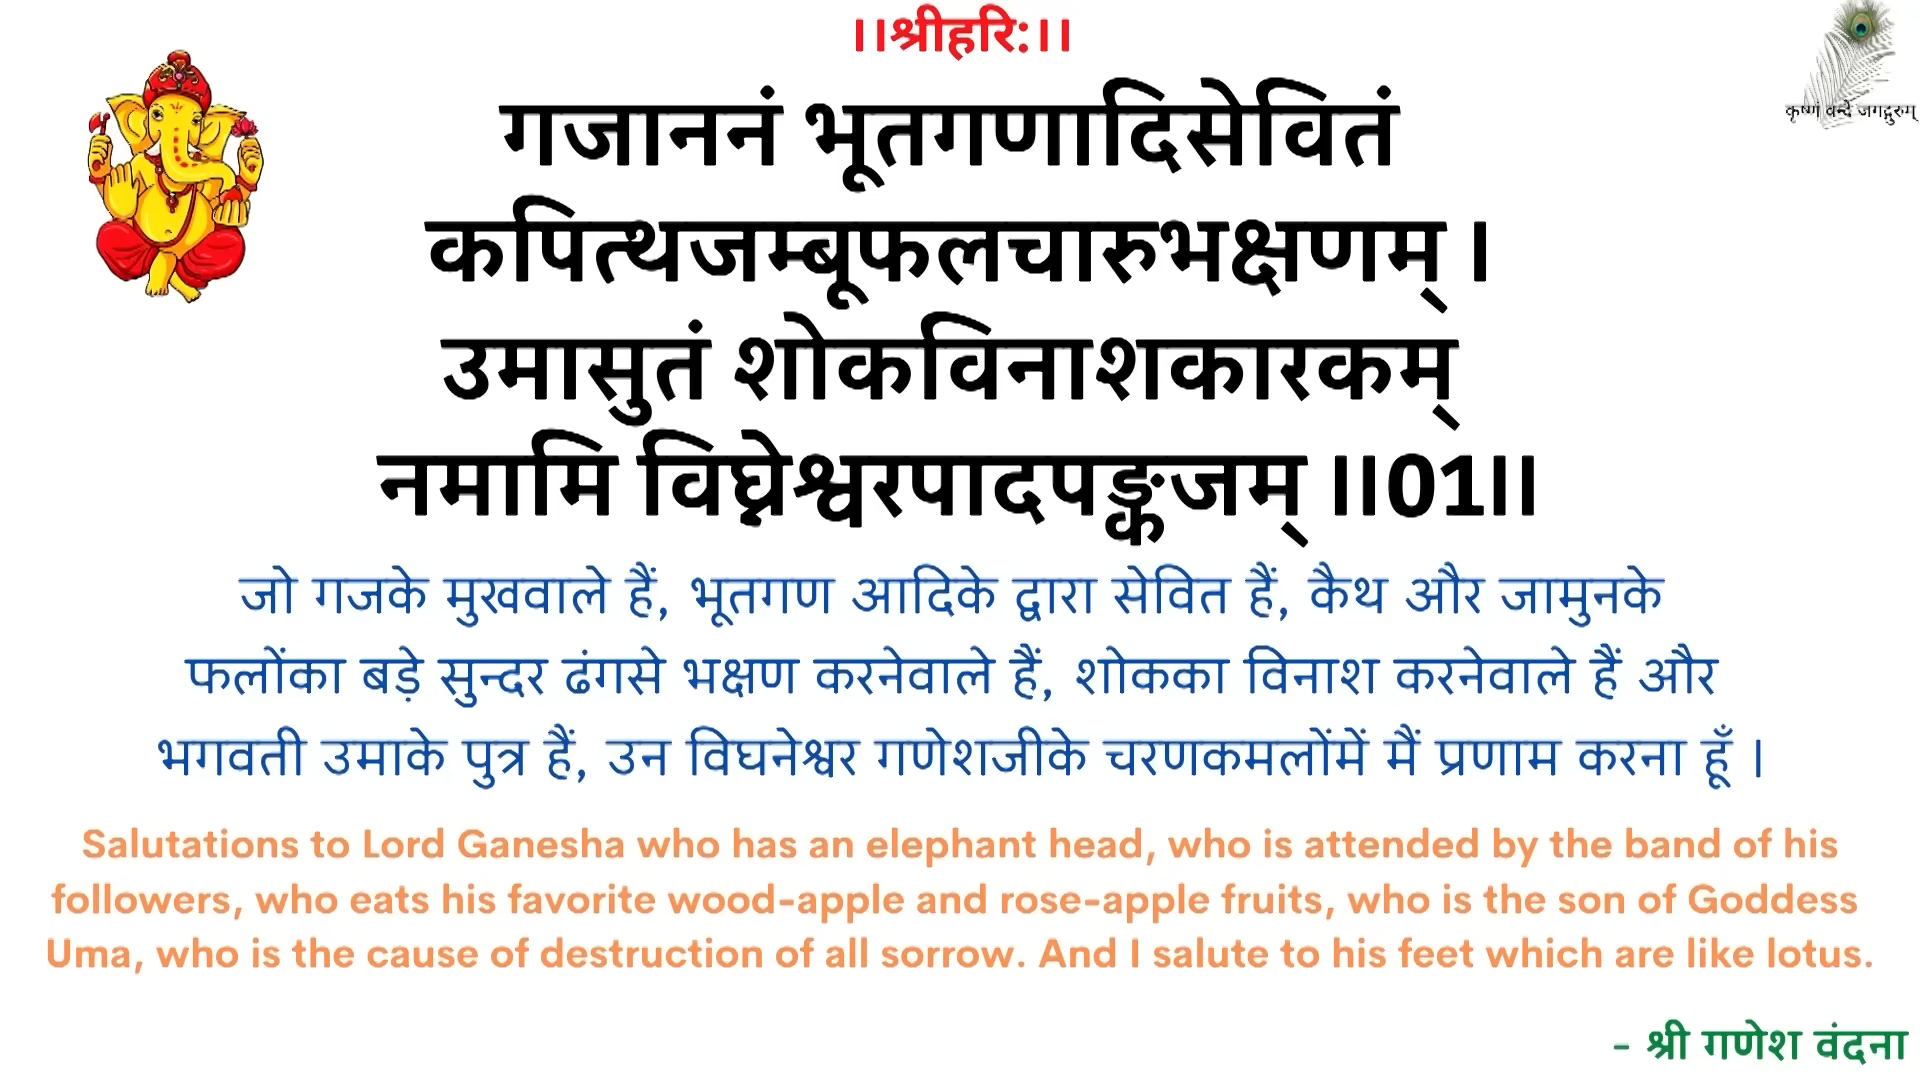 ।।श्रीहरि:।।
कृष्णं वन्दे जगद्गुरुम्
गजाननं भूतगणादिसेवितं
कपित्थजम्बूफलचारुभक्षणम् ।
उमासुतं शोकविनाशकारकम्
नमामि विघ्नेश्वरपादपङ्कजम् ।।01।।
जो गजके मुखवाले हैं, भूतगण आदिके द्वारा सेवित हैं, कैथ और जामुनके
फलोंका बड़े सुन्दर ढंगसे भक्षण करनेवाले हैं, शोकका विनाश करनेवाले हैं और
भगवती उमाके पुत्र हैं, उन विघनेश्वर गणेशजीके चरणकमलोंमें मैं प्रणाम करना हूँ ।
Salutations to Lord Ganesha who has an elephant head, who is attended by the band of his
followers, who eats his favorite wood-apple and rose-apple fruits, who is the son of Goddess
Uma, who is the cause of destruction of all sorrow. And I salute to his feet which are like lotus.
- श्री गणेश वंदना